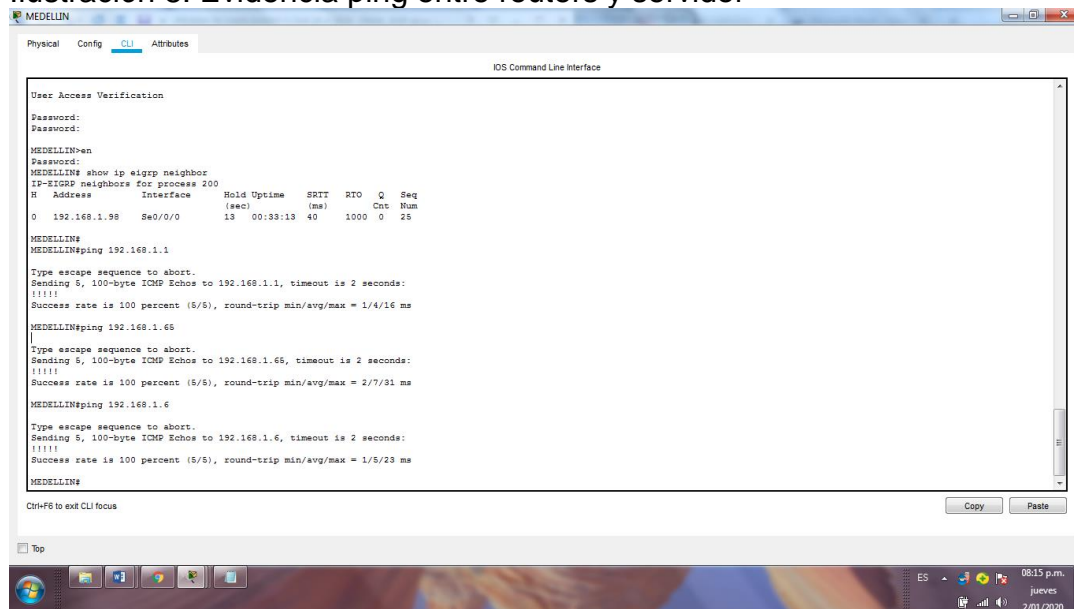 Ilustración 8. Evidencia ping entre routers y servidor
MEDELLIN
Physical Config CLI Attributes
IOS Command Line Interface
User Access Verification
Password:
Password:
MEDELLIN>en
Password:
MEDELLIN# show ip eigrp neighbor
IP-EIGRP neighbors for process 200
H Address Interface Hold Uptime SRTT RTO Q Seq
(sec) (ms) Cnt Num
0 192.168.1.98 Se0/0/0 13 00:33:13 40 1000 0 25
MEDELLIN#
MEDELLIN#ping 192.168.1.1
Type escape sequence to abort.
Sending 5, 100-byte ICMP Echos to 192.168.1.1, timeout is 2 seconds:
!!!!!
Success rate is 100 percent (5/5), round-trip min/avg/max = 1/4/16 ms
MEDELLIN#ping 192.168.1.65
Type escape sequence to abort.
Sending 5, 100-byte ICMP Echos to 192.168.1.65, timeout is 2 seconds:
!!!!!
Success rate is 100 percent (5/5), round-trip min/avg/max = 2/7/31 ms
MEDELLIN#ping 192.168.1.6
Type escape sequence to abort.
Sending 5, 100-byte ICMP Echos to 192.168.1.6, timeout is 2 seconds:
!!!!!
Success rate is 100 percent (5/5), round-trip min/avg/max = 1/5/23 ms
MEDELLIN#
Ctrl+F6 to exit CLI focus
Copy Paste
Top
ES 08:15 p.m.
jueves
2/01/2020